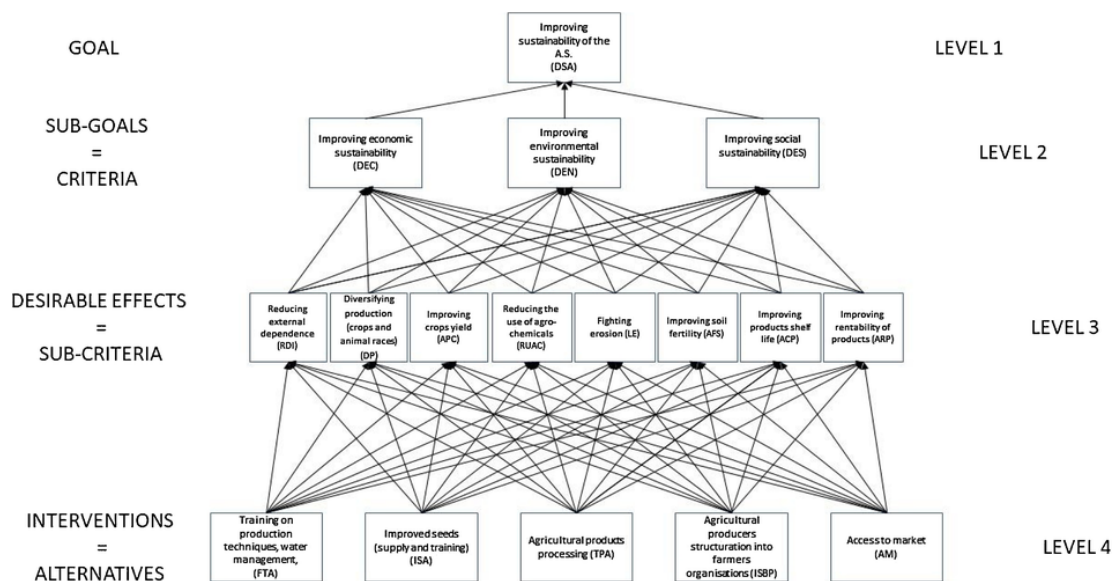 GOAL
Improving
sustainability of the
A.S.
(DSA)
LEVEL 1
SUB-GOALS
=
CRITERIA
Improving economic
sustainability
(DEC)
Improving
environmental
sustainability
(DEN)
Improving social
sustainability (DES)
LEVEL 2
DESIRABLE EFFECTS
=
SUB-CRITERIA
Reducing
external
dependence
(RDI)
Diversifying
production
(crops and
animal races)
(DP)
Improving
crops yield
(APC)
Reducing the
use of agro-
chemicals
(RUAC)
Fighting
erosion (LE)
Improving soil
fertility (AFS)
Improving
products shelf
life (ACP)
Improving
rentability of
products (ARP)
LEVEL 3
INTERVENTIONS
=
ALTERNATIVES
Training on
production
techniques, water
management,
(FTA)
Improved seeds
(supply and training)
(ISA)
Agricultural products
processing (TPA)
Agricultural
producers
structuration into
farmers
organisations (ISBP)
Access to market
(AM)
LEVEL 4